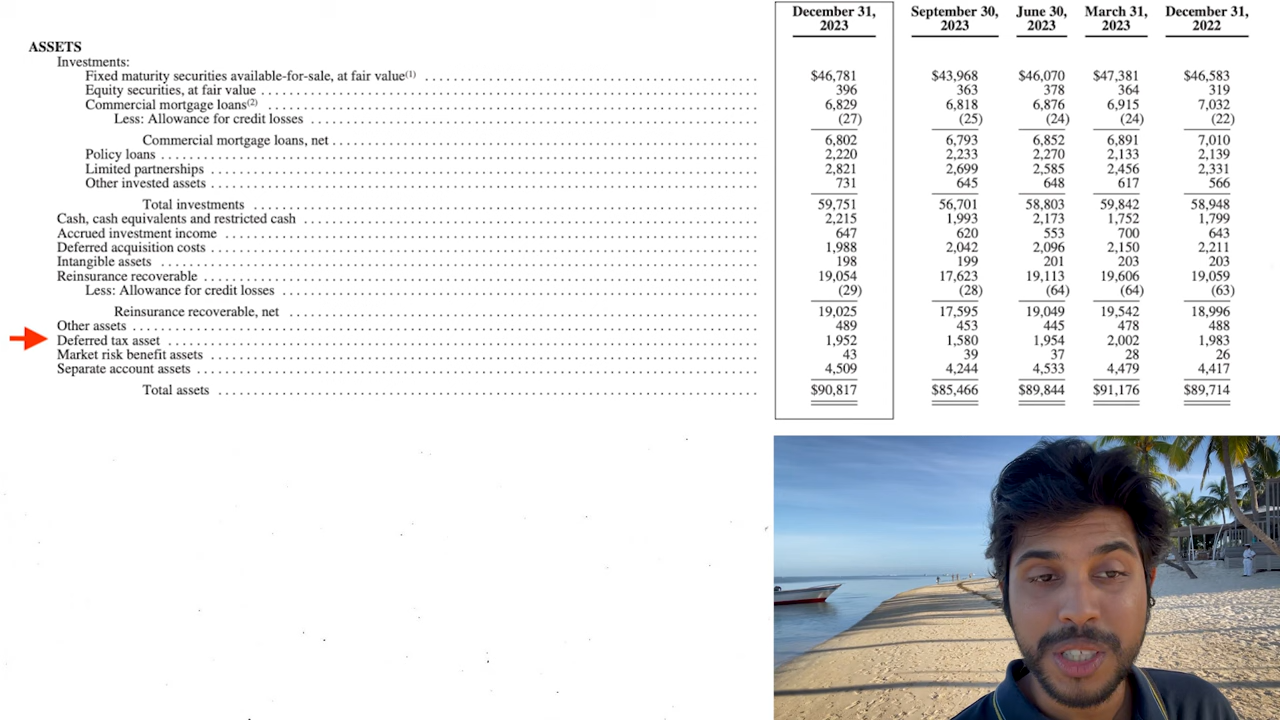 December 31, 2023 September 30, 2023 June 30, 2023 March 31, 2023 December 31, 2022
ASSETS
Investments:
Fixed maturity securities available-for-sale, at fair value(1) $46,781 $43,968 $46,070 $47,381 $46,583
Equity securities, at fair value 396 363 378 364 319
Commercial mortgage loans(2) 6,829 6,818 6,876 6,915 7,032
Less: Allowance for credit losses (27) (25) (24) (24) (22)
Commercial mortgage loans, net 6,802 6,793 6,852 6,891 7,010
Policy loans 2,220 2,233 2,270 2,133 2,139
Limited partnerships 2,821 2,699 2,585 2,456 2,331
Other invested assets 731 645 648 617 566
Total investments 59,751 56,701 58,803 59,842 58,948
Cash, cash equivalents and restricted cash 2,215 1,993 2,173 1,752 1,799
Accrued investment income 647 620 553 700 643
Deferred acquisition costs 1,988 2,042 2,096 2,150 2,211
Intangible assets 198 199 201 203 203
Reinsurance recoverable 19,054 17,623 19,113 19,606 19,059
Less: Allowance for credit losses (29) (28) (64) (64) (63)
Reinsurance recoverable, net 19,025 17,595 19,049 19,542 18,996
Other assets 489 453 445 478 488
Deferred tax asset 1,952 1,580 1,954 2,002 1,983
Market risk benefit assets 43 39 37 28 26
Separate account assets 4,509 4,244 4,533 4,479 4,417
Total assets $90,817 $85,466 $89,844 $91,176 $89,714